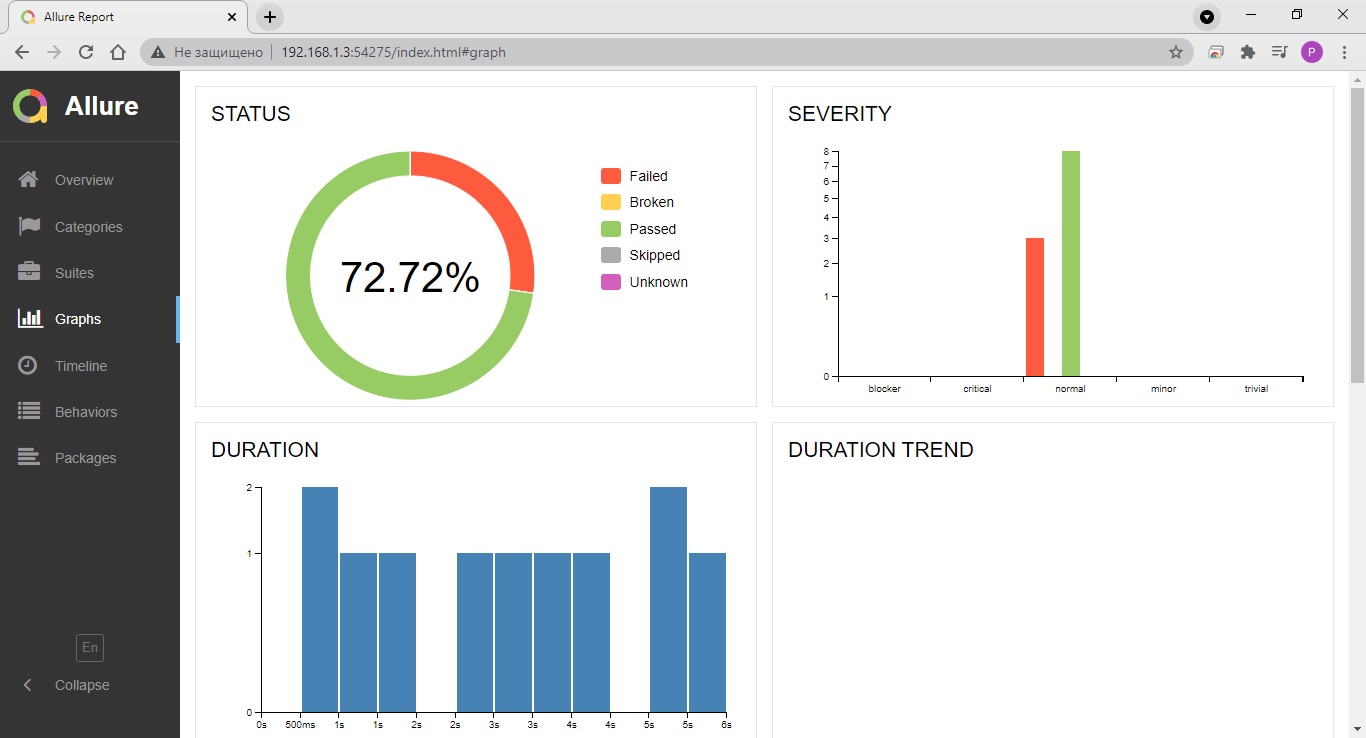 Allure Report
Не защищено
192.168.1.3:54275/index.html#graph
P
Allure
Overview
Categories
Suites
Graphs
Timeline
Behaviors
Packages
En
Collapse
STATUS
72.72%
Failed
Broken
Passed
Skipped
Unknown
SEVERITY
8
7
6
5
4
3
2
1
0
blocker critical normal minor trivial
DURATION
2
1
0
0s 500ms 1s 1s 2s 2s 3s 3s 4s 4s 5s 5s 6s
DURATION TREND